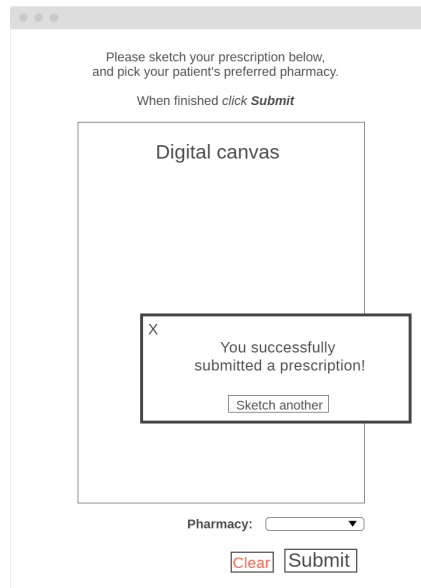 Please sketch your prescription below,
and pick your patient's preferred pharmacy.
When finished click Submit
Digital canvas
X
You successfully
submitted a prescription!
Sketch another
Pharmacy:
Clear
Submit